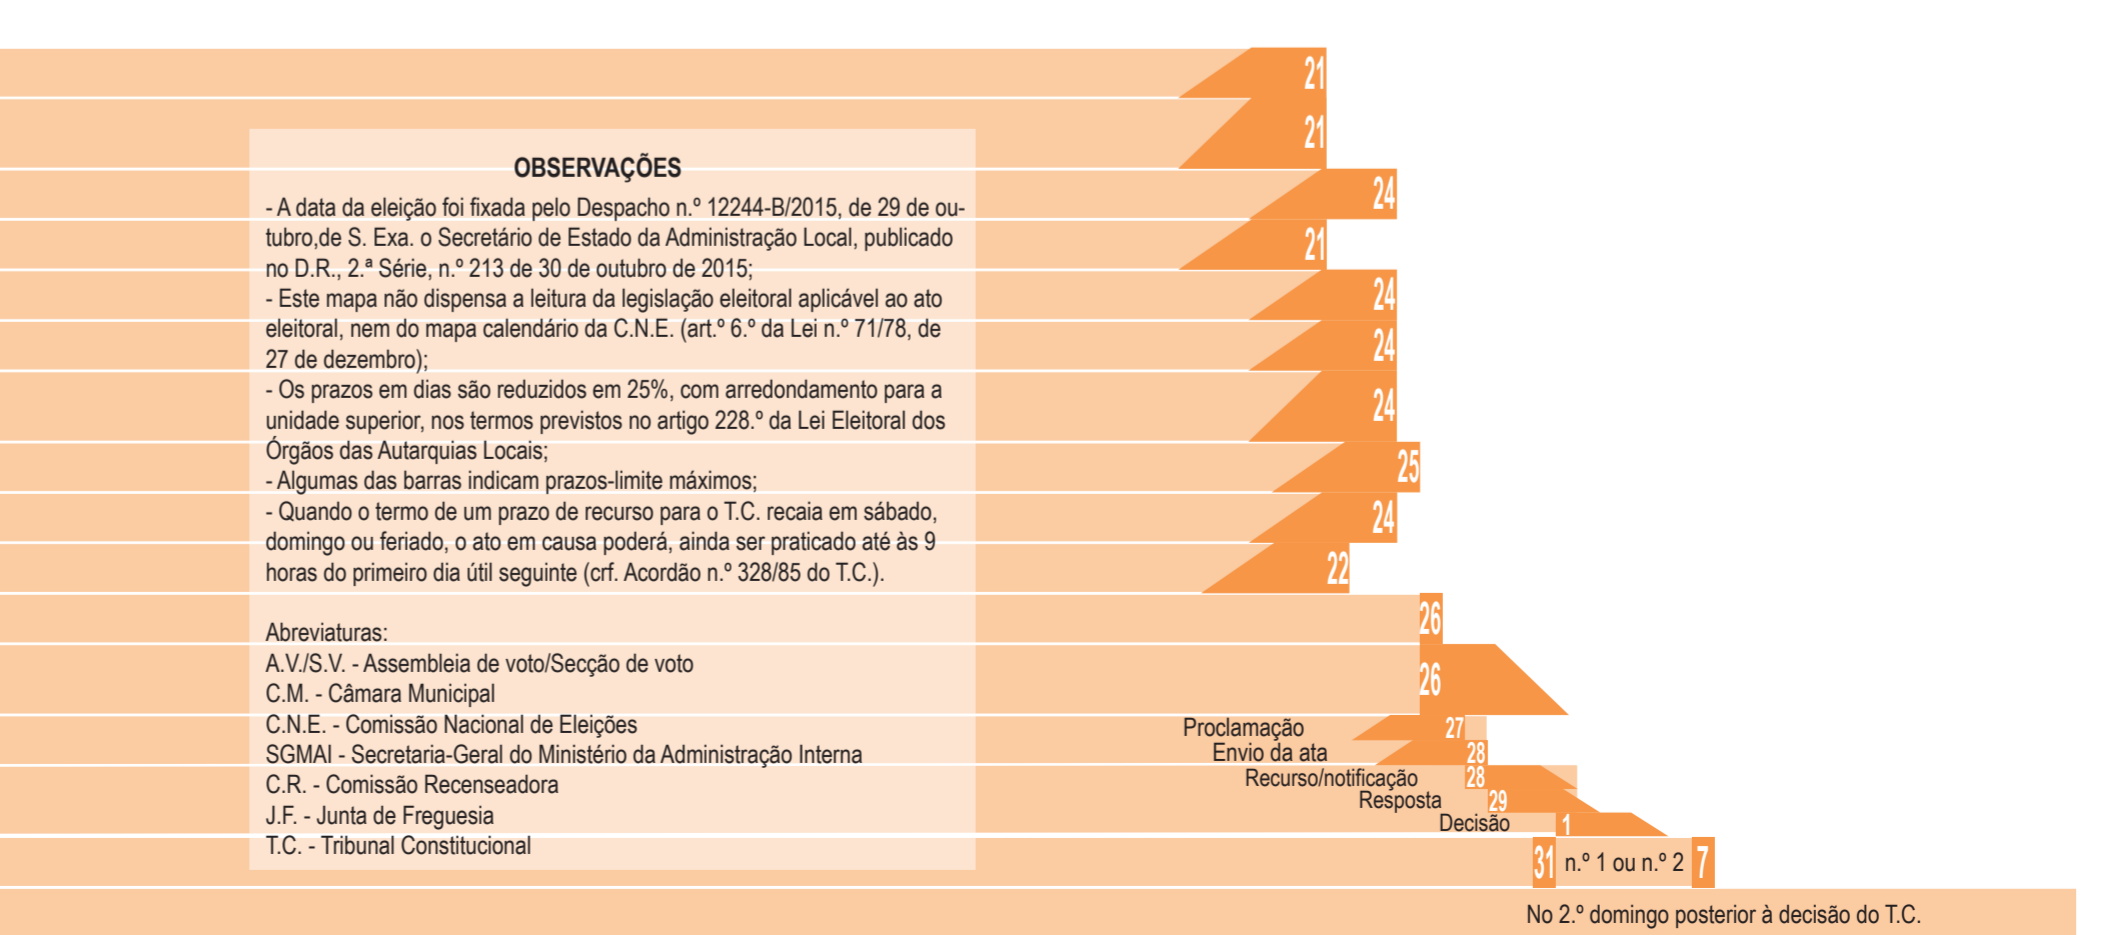 21
21
24
21
24
24
24
25
24
22
26
26
OBSERVAÇÕES
- A data da eleição foi fixada pelo Despacho n.º 12244-B/2015, de 29 de ou-
tubro,de S. Exa. o Secretário de Estado da Administração Local, publicado
no D.R., 2.ª Série, n.º 213 de 30 de outubro de 2015;
- Este mapa não dispensa a leitura da legislação eleitoral aplicável ao ato
eleitoral, nem do mapa calendário da C.N.E. (art.º 6.º da Lei n.º 71/78, de
27 de dezembro);
- Os prazos em dias são reduzidos em 25%, com arredondamento para a
unidade superior, nos termos previstos no artigo 228.º da Lei Eleitoral dos
Órgãos das Autarquias Locais;
- Algumas das barras indicam prazos-limite máximos;
- Quando o termo de um prazo de recurso para o T.C. recaia em sábado,
domingo ou feriado, o ato em causa poderá, ainda ser praticado até às 9
horas do primeiro dia útil seguinte (crf. Acordão n.º 328/85 do T.C.).
Abreviaturas:
A.V./S.V. - Assembleia de voto/Secção de voto
C.M. - Câmara Municipal
C.N.E. - Comissão Nacional de Eleições
SGMAI - Secretaria-Geral do Ministério da Administração Interna
C.R. - Comissão Recenseadora
J.F. - Junta de Freguesia
T.C. - Tribunal Constitucional
Proclamação 27
Envio da ata 28
Recurso/notificação 28
Resposta 29
Decisão 1
31 n.º 1 ou n.º 2 7
No 2.º domingo posterior à decisão do T.C.